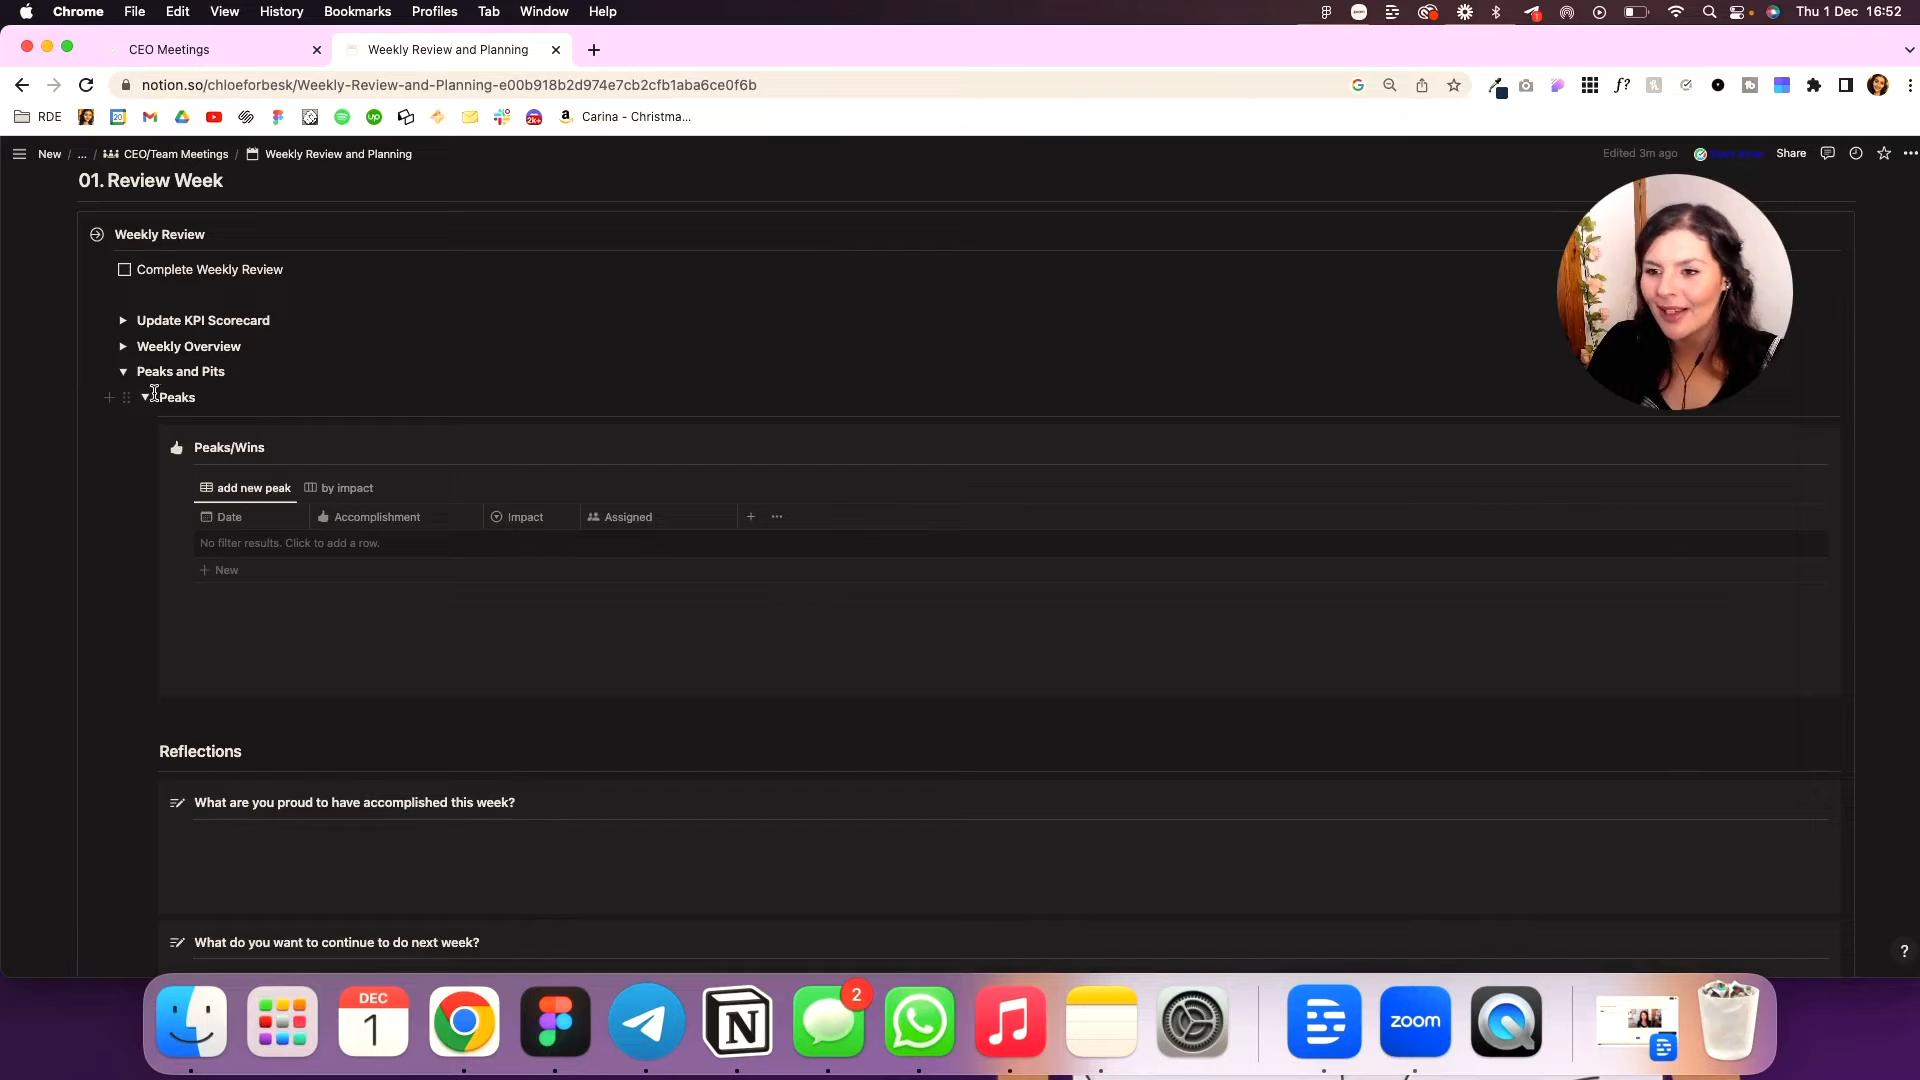 Chrome File Edit View History Bookmarks Profiles Tab Window Help Thu 1 Dec 16:52
CEO Meetings Weekly Review and Planning
notion.so/chloeforbesk/Weekly-Review-and-Planning-e00b918b2d974e7cb2cfb1aba6ce0f6b
RDE Carina - Christma...
New / ... / CEO/Team Meetings / Weekly Review and Planning Edited 3m ago Share
01. Review Week
Weekly Review
Complete Weekly Review
Update KPI Scorecard
Weekly Overview
Peaks and Pits
Peaks
Peaks/Wins
add new peak by impact
Date Accomplishment Impact Assigned
No filter results. Click to add a row.
New
Reflections
What are you proud to have accomplished this week?
What do you want to continue to do next week?
DEC
1
2
zoom